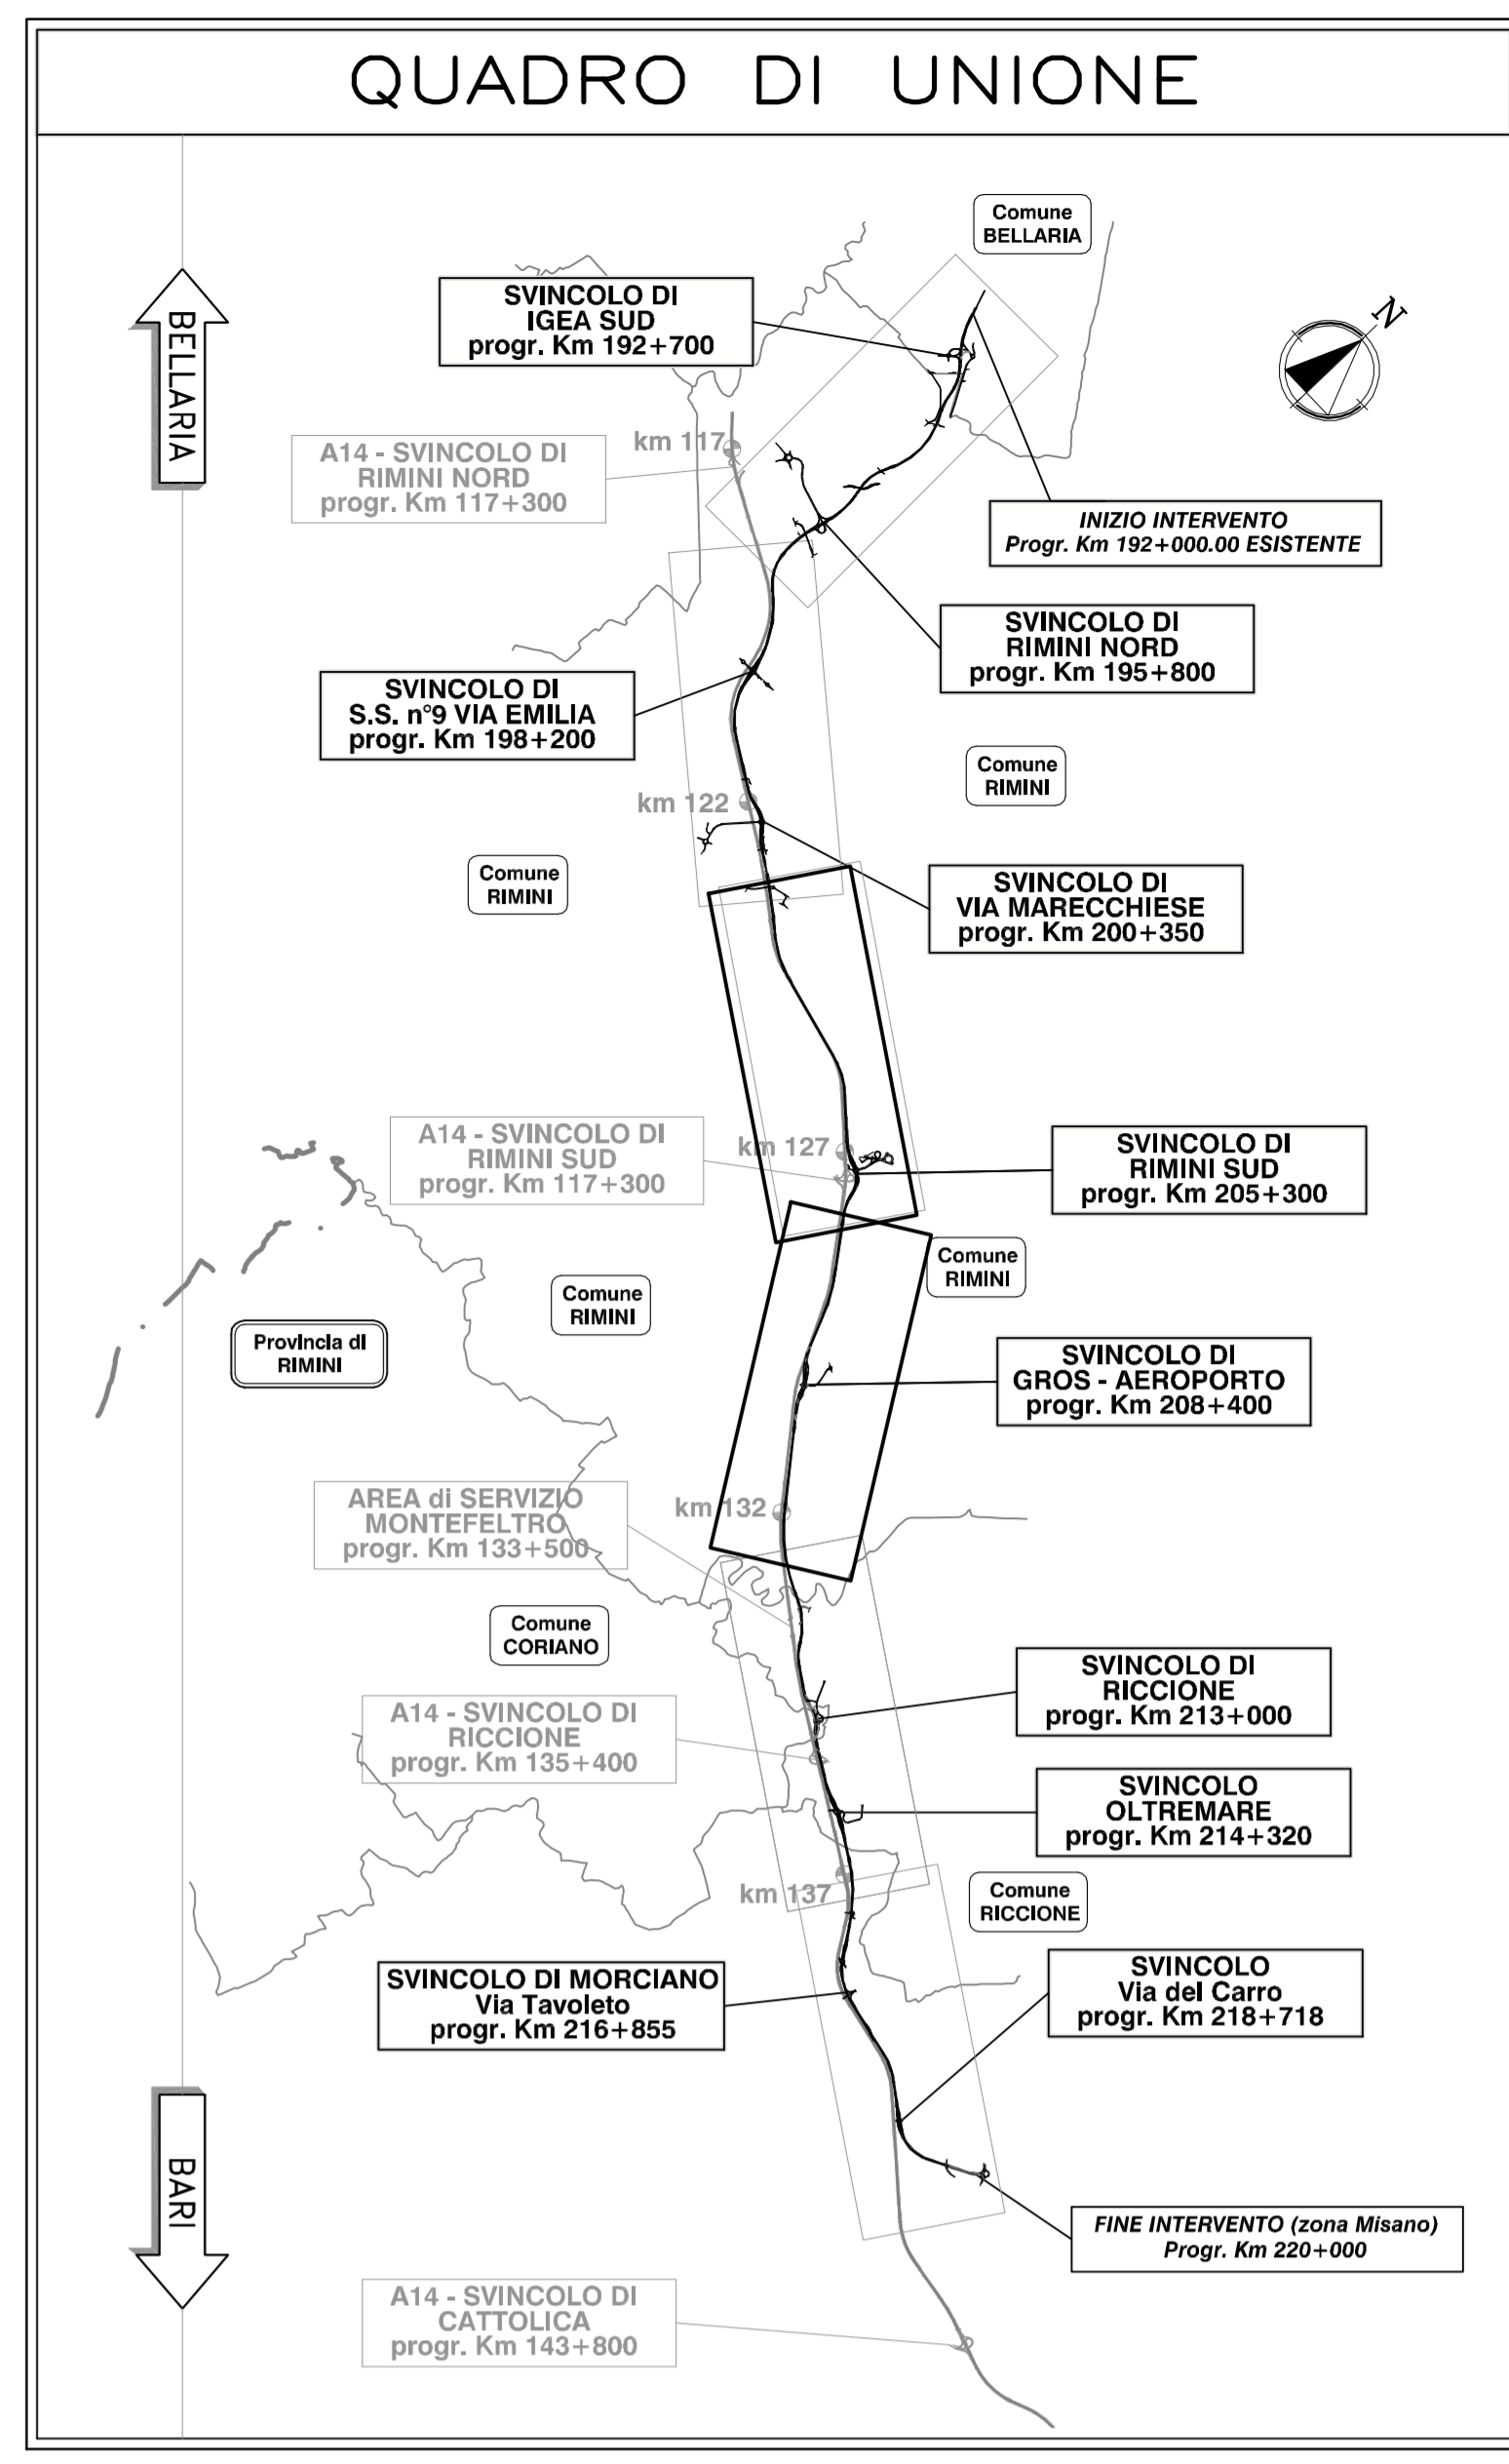 QUADRO DI UNIONE
Comune
BELLARIA
BELLARIA
SVINCOLO DI
IGEA SUD
progr. Km 192+700
N
A14 - SVINCOLO DI
RIMINI NORD
progr. Km 117+300
km 117
INIZIO INTERVENTO
Progr. Km 192+000.00 ESISTENTE
SVINCOLO DI
RIMINI NORD
progr. Km 195+800
SVINCOLO DI
S.S. n°9 VIA EMILIA
progr. Km 198+200
Comune
RIMINI
km 122
Comune
RIMINI
SVINCOLO DI
VIA MARECCHIESE
progr. Km 200+350
A14 - SVINCOLO DI
RIMINI SUD
progr. Km 117+300
km 127
SVINCOLO DI
RIMINI SUD
progr. Km 205+300
Comune
RIMINI
Comune
RIMINI
Provincia di
RIMINI
SVINCOLO DI
GROS - AEROPORTO
progr. Km 208+400
AREA di SERVIZIO
MONTEFELTRO
progr. Km 133+500
km 132
Comune
CORIANO
SVINCOLO DI
RICCIONE
progr. Km 213+000
A14 - SVINCOLO DI
RICCIONE
progr. Km 135+400
SVINCOLO
OLTREMARE
progr. Km 214+320
km 137
Comune
RICCIONE
SVINCOLO DI MORCIANO
Via Tavoleto
progr. Km 216+855
SVINCOLO
Via del Carro
progr. Km 218+718
BARI
FINE INTERVENTO (zona Misano)
Progr. Km 220+000
A14 - SVINCOLO DI
CATTOLICA
progr. Km 143+800